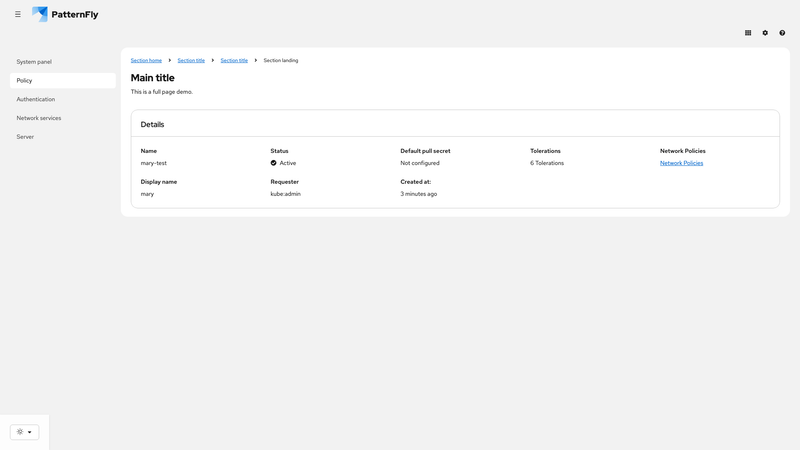 PatternFly
System panel
Policy
Authentication
Network services
Server
Section home
Section title
Section title
Section landing
Main title
This is a full page demo.
Details
Name
mary-test
Status
Active
Default pull secret
Not configured
Tolerations
6 Tolerations
Network Policies
Network Policies
Display name
mary
Requester
kube:admin
Created at:
3 minutes ago